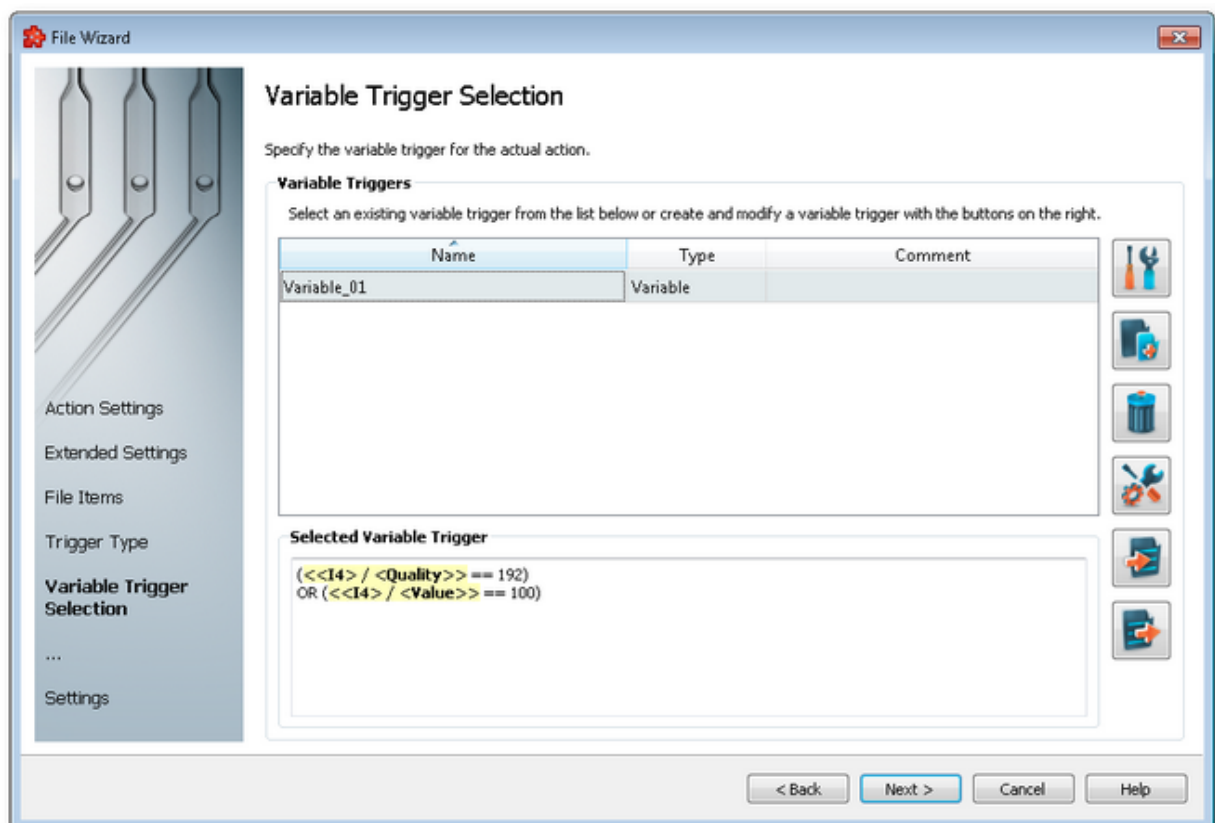 File Wizard
Variable Trigger Selection
Specify the variable trigger for the actual action.
Variable Triggers
Select an existing variable trigger from the list below or create and modify a variable trigger with the buttons on the right.
Name Type Comment
Variable_01 Variable
Action Settings
Extended Settings
File Items
Trigger Type
Variable Trigger
Selection
...
Settings
Selected Variable Trigger
(<<I4> / <Quality>> == 192)
OR (<<I4> / <Value>> == 100)
< Back Next > Cancel Help